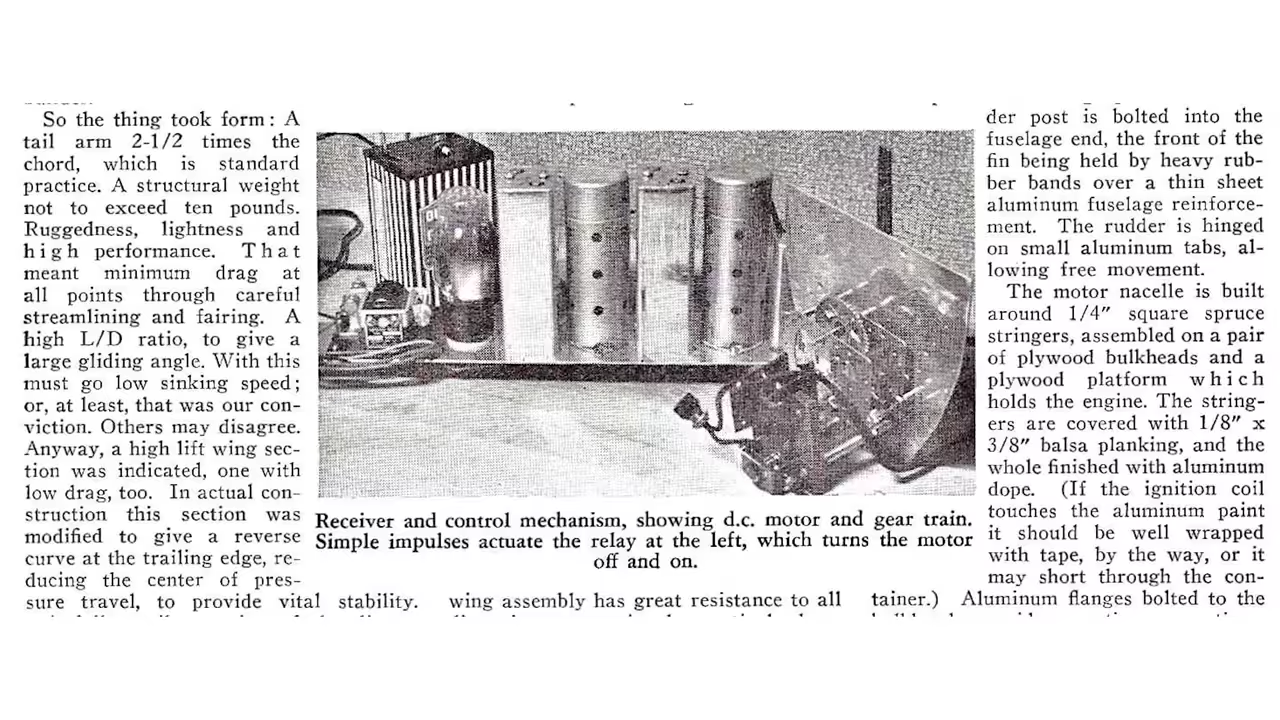 So the thing took form: A
tail arm 2-1/2 times the
chord, which is standard
practice. A structural weight
not to exceed ten pounds.
Ruggedness, lightness and
high performance. That
meant minimum drag at
all points through careful
streamlining and fairing. A
high L/D ratio, to give a
large gliding angle. With this
must go low sinking speed;
or, at least, that was our con-
viction. Others may disagree.
Anyway, a high lift wing sec-
tion was indicated, one with
low drag, too. In actual con-
struction this section was
modified to give a reverse
curve at the trailing edge, re-
ducing the center of pres-
sure travel, to provide vital stability.
Receiver and control mechanism, showing d.c. motor and gear train.
Simple impulses actuate the relay at the left, which turns the motor
off and on.
wing assembly has great resistance to all
der post is bolted into the
fuselage end, the front of the
fin being held by heavy rub-
ber bands over a thin sheet
aluminum fuselage reinforce-
ment. The rudder is hinged
on small aluminum tabs, al-
lowing free movement.
The motor nacelle is built
around 1/4" square spruce
stringers, assembled on a pair
of plywood bulkheads and a
plywood platform which
holds the engine. The string-
ers are covered with 1/8" x
3/8" balsa planking, and the
whole finished with aluminum
dope. (If the ignition coil
touches the aluminum paint
it should be well wrapped
with tape, by the way, or it
may short through the con-
tainer.) Aluminum flanges bolted to the